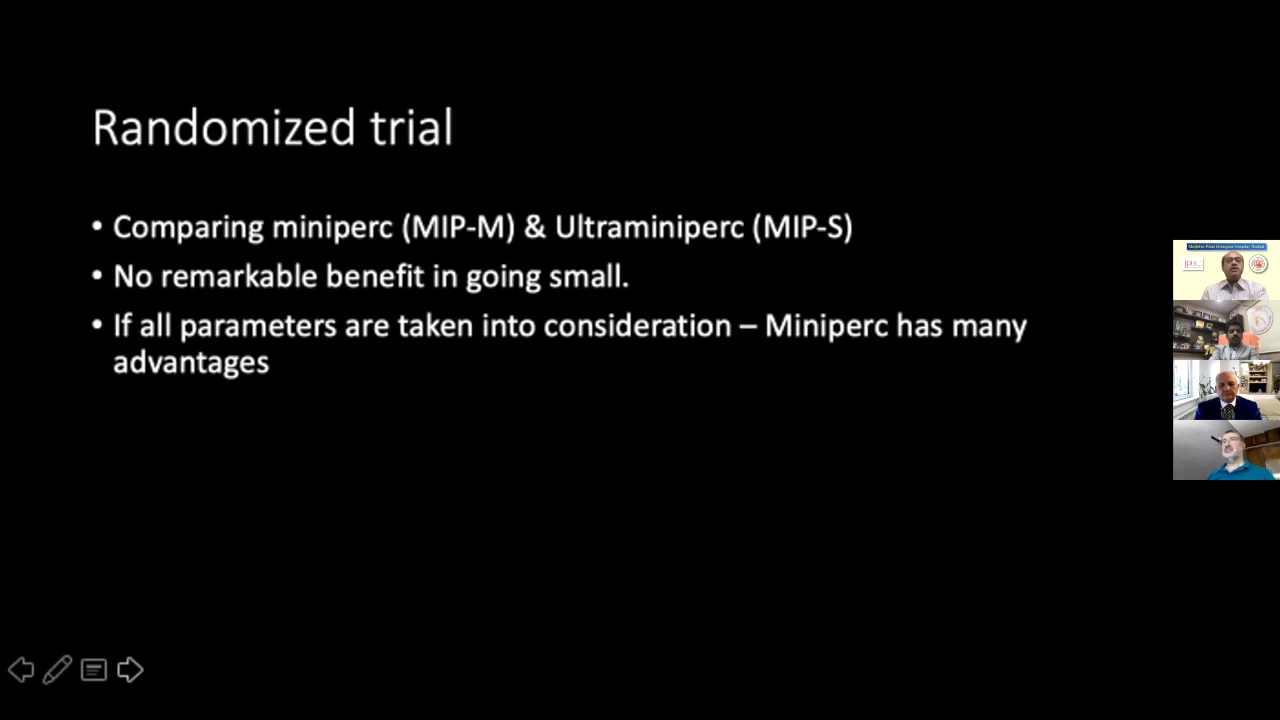 Randomized trial
• Comparing miniperc (MIP-M) & Ultraminiperc (MIP-S)
• No remarkable benefit in going small.
• If all parameters are taken into consideration – Miniperc has many
advantages